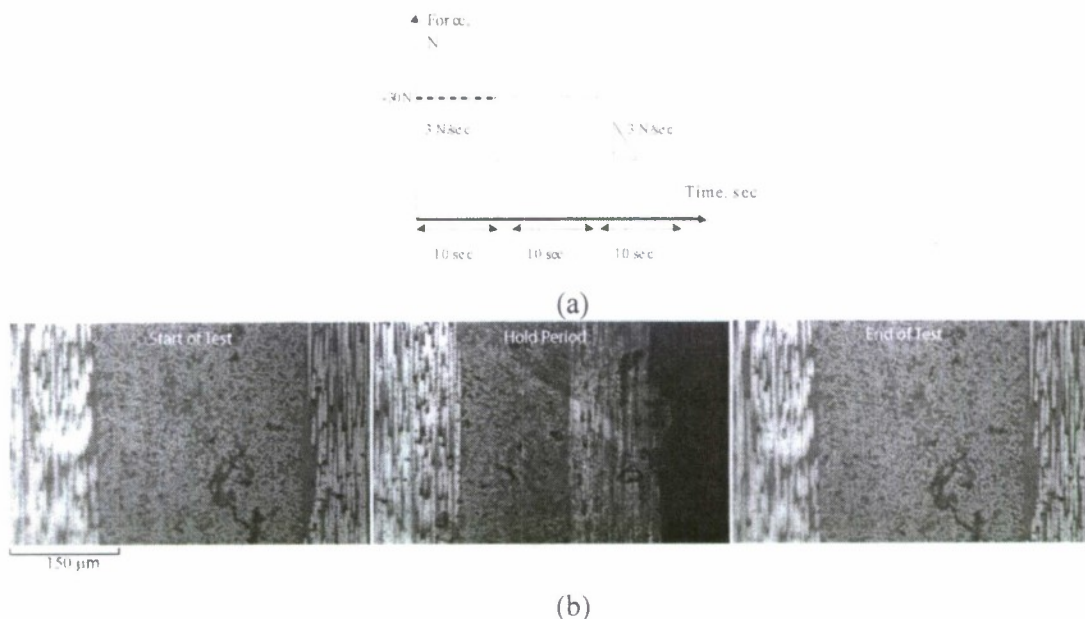 Force,
N
-30N
3 N/sec
3 N/sec
Time, sec
10 sec
10 sec
10 sec
(a)
Start of Test
Hold Period
End of Test
150 µm
(b)